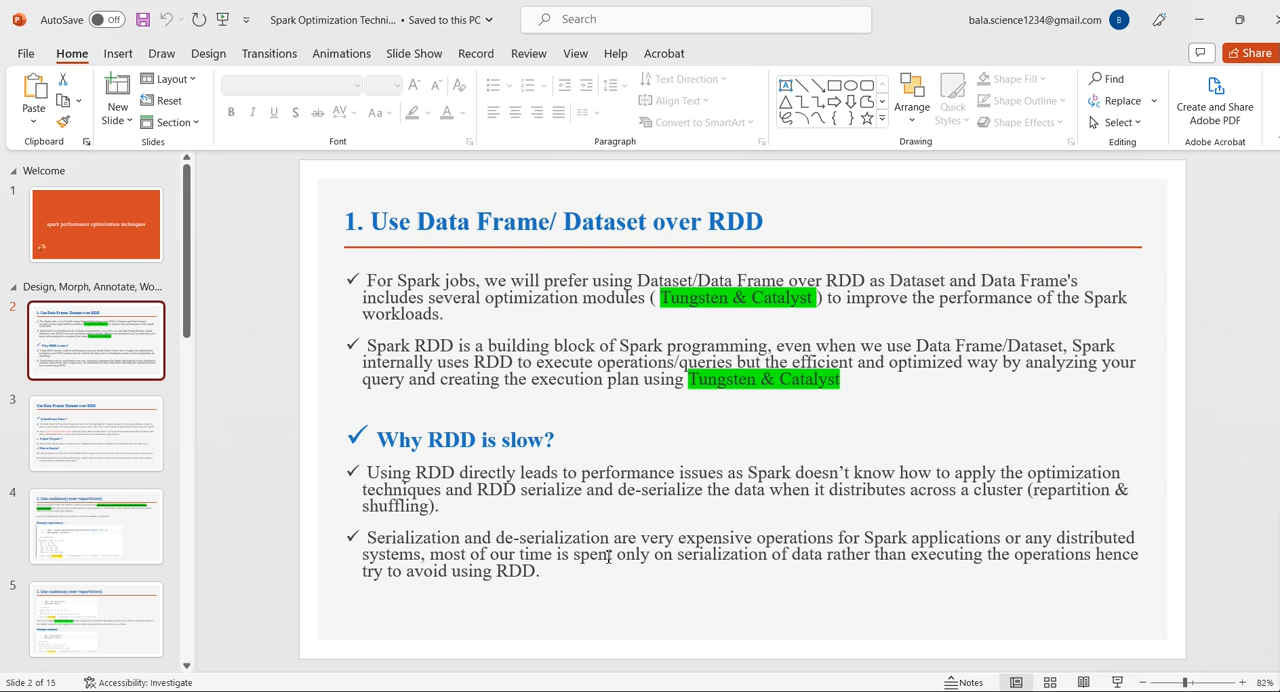 AutoSave
Off
Spark Optimization Techni... • Saved to this PC
Search
bala.science1234@gmail.com
B
File
Home
Insert
Draw
Design
Transitions
Animations
Slide Show
Record
Review
View
Help
Acrobat
Share
Paste
Clipboard
New
Slide
Layout
Reset
Section
Slides
B
I
U
S
ab
AV
Aa
A
Font
Text Direction
Align Text
Convert to SmartArt
Paragraph
Arrange
Quick
Styles
Shape Fill
Shape Outline
Shape Effects
Drawing
Find
Replace
Select
Editing
Create and Share
Adobe PDF
Adobe Acrobat
Welcome
1
spark performance optimization techniques
Design, Morph, Annotate, Wo...
2
3
4
5
1. Use Data Frame/ Dataset over RDD
✓ For Spark jobs, we will prefer using Dataset/Data Frame over RDD as Dataset and Data Frame's
includes several optimization modules ( Tungsten & Catalyst ) to improve the performance of the Spark
workloads.
✓ Spark RDD is a building block of Spark programming, even when we use Data Frame/Dataset, Spark
internally uses RDD to execute operations/queries but the efficient and optimized way by analyzing your
query and creating the execution plan using Tungsten & Catalyst
✓ Why RDD is slow?
✓ Using RDD directly leads to performance issues as Spark doesn’t know how to apply the optimization
techniques and RDD serialize and de-serialize the data when it distributes across a cluster (repartition &
shuffling).
✓ Serialization and de-serialization are very expensive operations for Spark applications or any distributed
systems, most of our time is spent only on serialization of data rather than executing the operations hence
try to avoid using RDD.
Slide 2 of 15
Accessibility: Investigate
Notes
82%